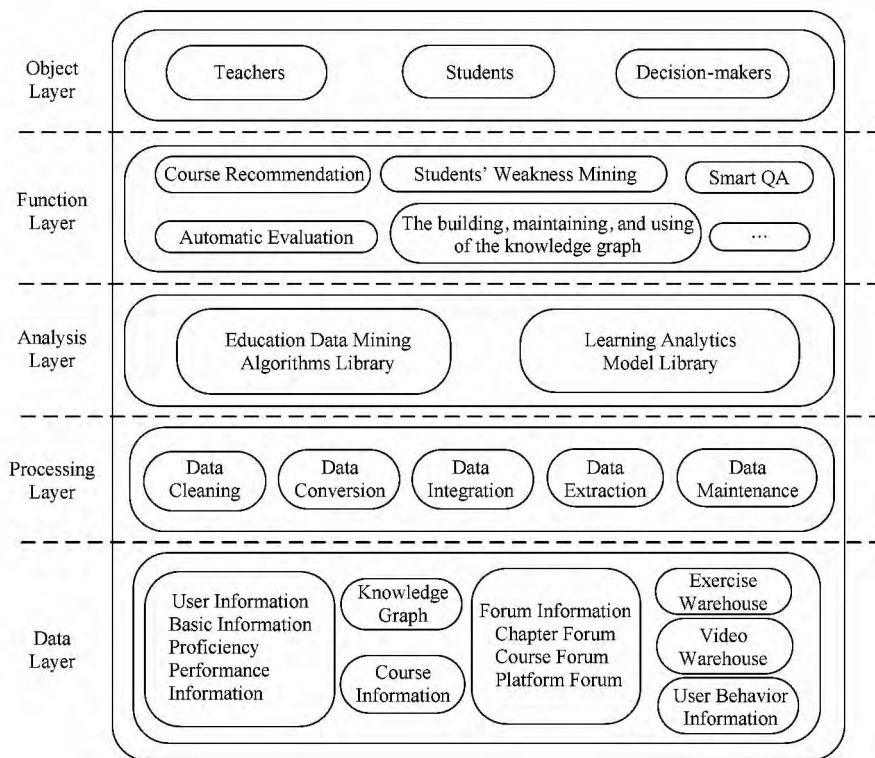 Object
Layer
Teachers
Students
Decision-makers
Function
Layer
Course Recommendation
Students' Weakness Mining
Smart QA
Automatic Evaluation
The building, maintaining, and using
of the knowledge graph
...
Analysis
Layer
Education Data Mining
Algorithms Library
Learning Analytics
Model Library
Processing
Layer
Data
Cleaning
Data
Conversion
Data
Integration
Data
Extraction
Data
Maintenance
Data
Layer
User Information
Basic Information
Proficiency
Performance
Information
Knowledge
Graph
Course
Information
Forum Information
Chapter Forum
Course Forum
Platform Forum
Exercise
Warehouse
Video
Warehouse
User Behavior
Information